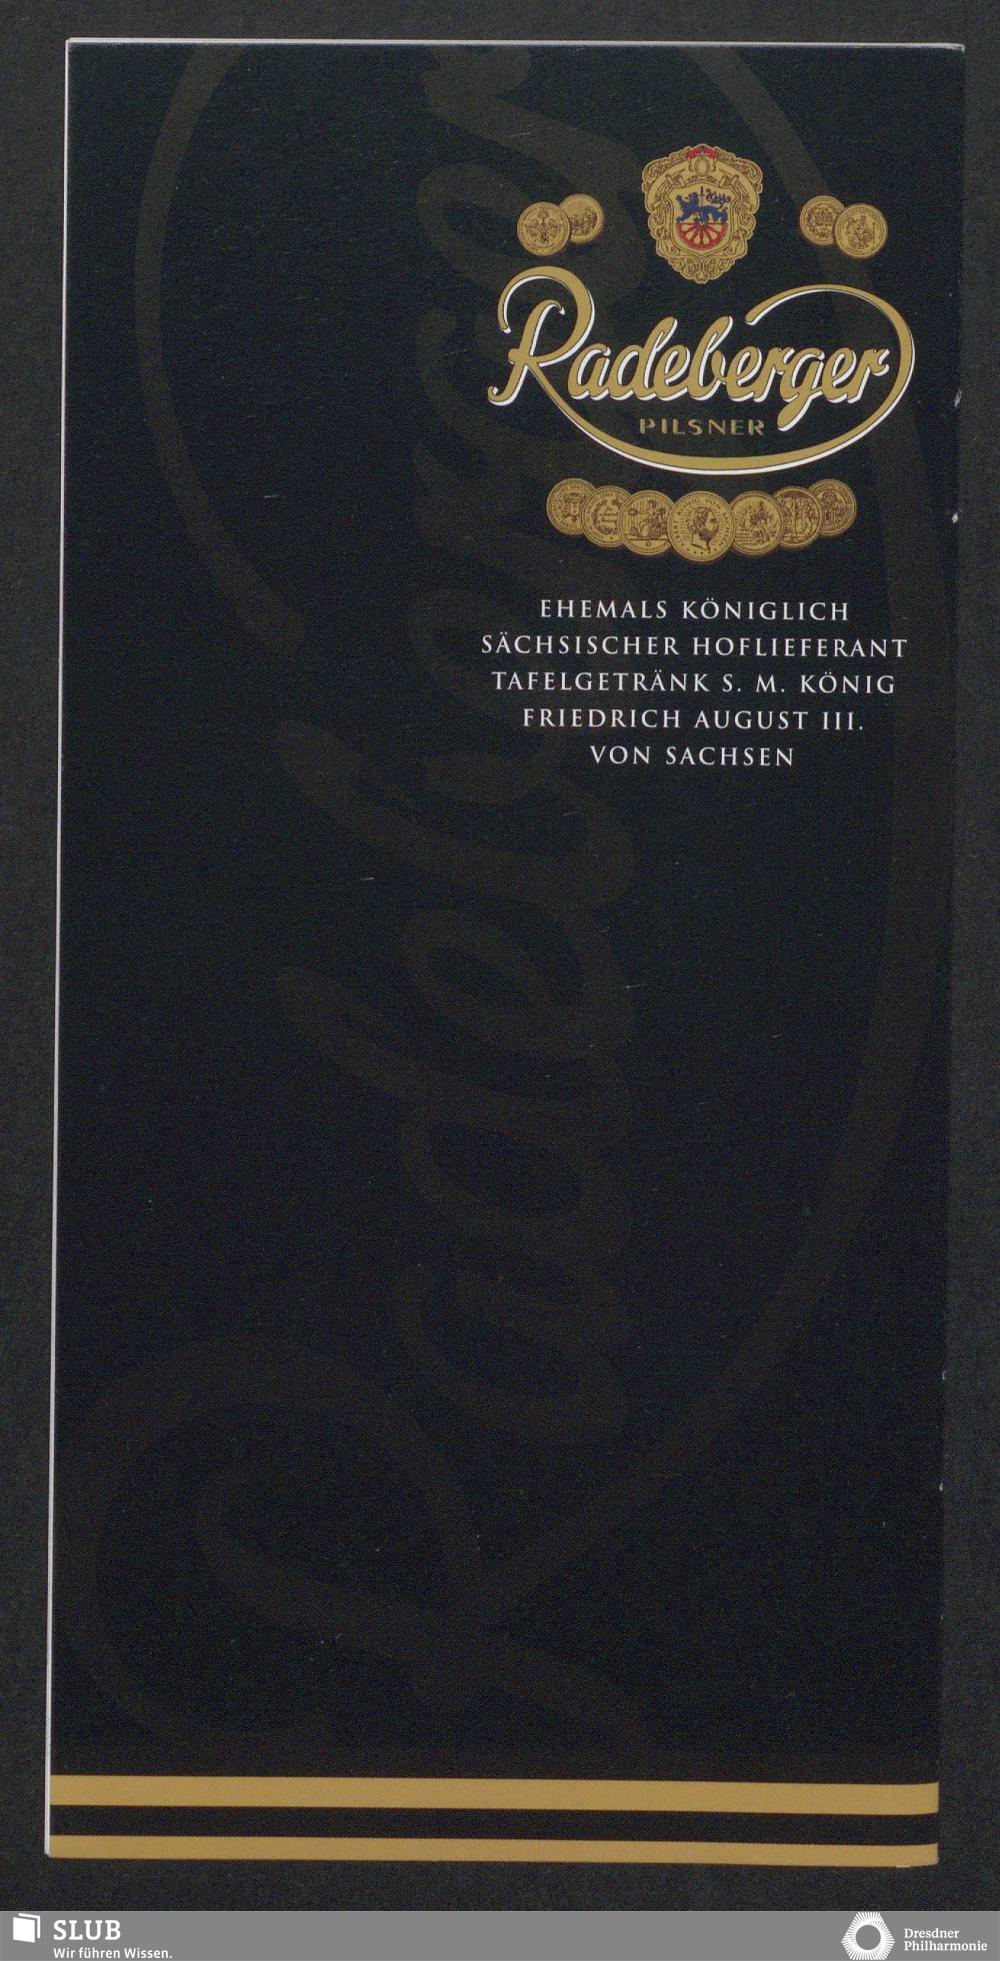 Radeberger
PILSNER
EHEMALS KÖNIGLICH
SÄCHSISCHER HOFLIEFERANT
TAFELGETRÄNK S. M. KÖNIG
FRIEDRICH AUGUST III.
VON SACHSEN
SLUB
Wir führen Wissen.
Dresdner
Philharmonie